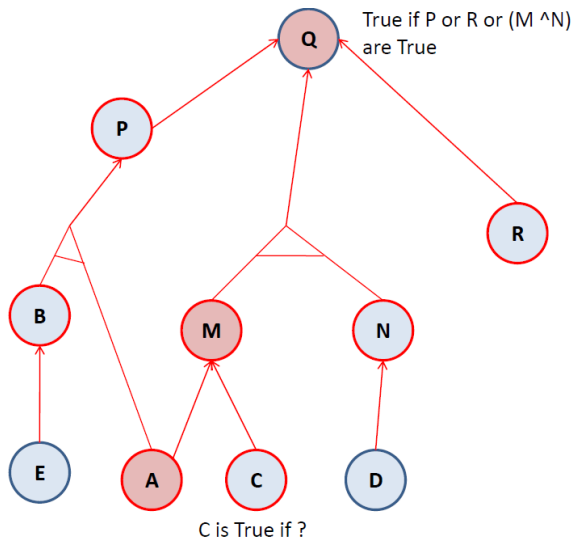 Q
True if P or R or (M ^N)
are True
P
R
B
M
N
E
A
C
D
C is True if ?